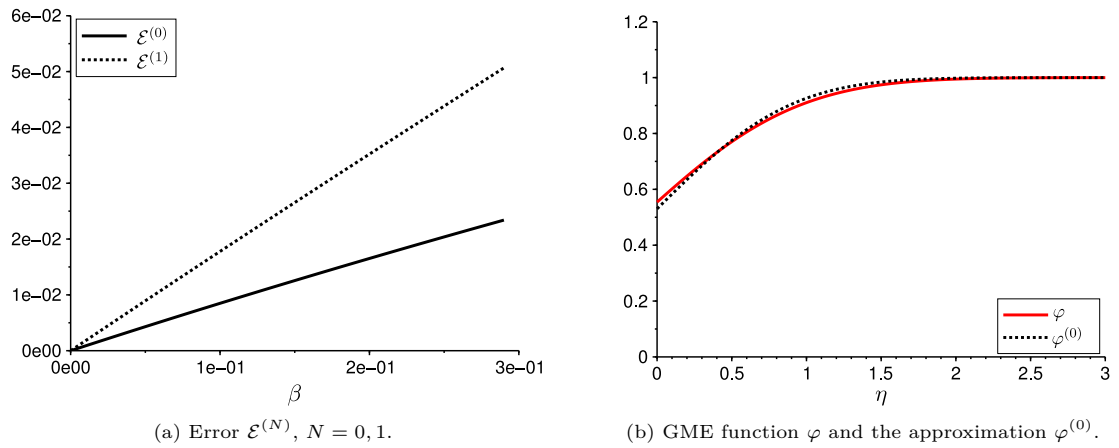 6e−02
5e−02
4e−02
3e−02
2e−02
1e−02
0e00
0e00 1e−01 2e−01 3e−01
β
ℰ^(0)
ℰ^(1)
(a) Error ℰ^(N), N = 0, 1.
1.2
1
0.8
0.6
0.4
0.2
0
0 0.5 1 1.5 2 2.5 3
η
φ
φ^(0)
(b) GME function φ and the approximation φ^(0).